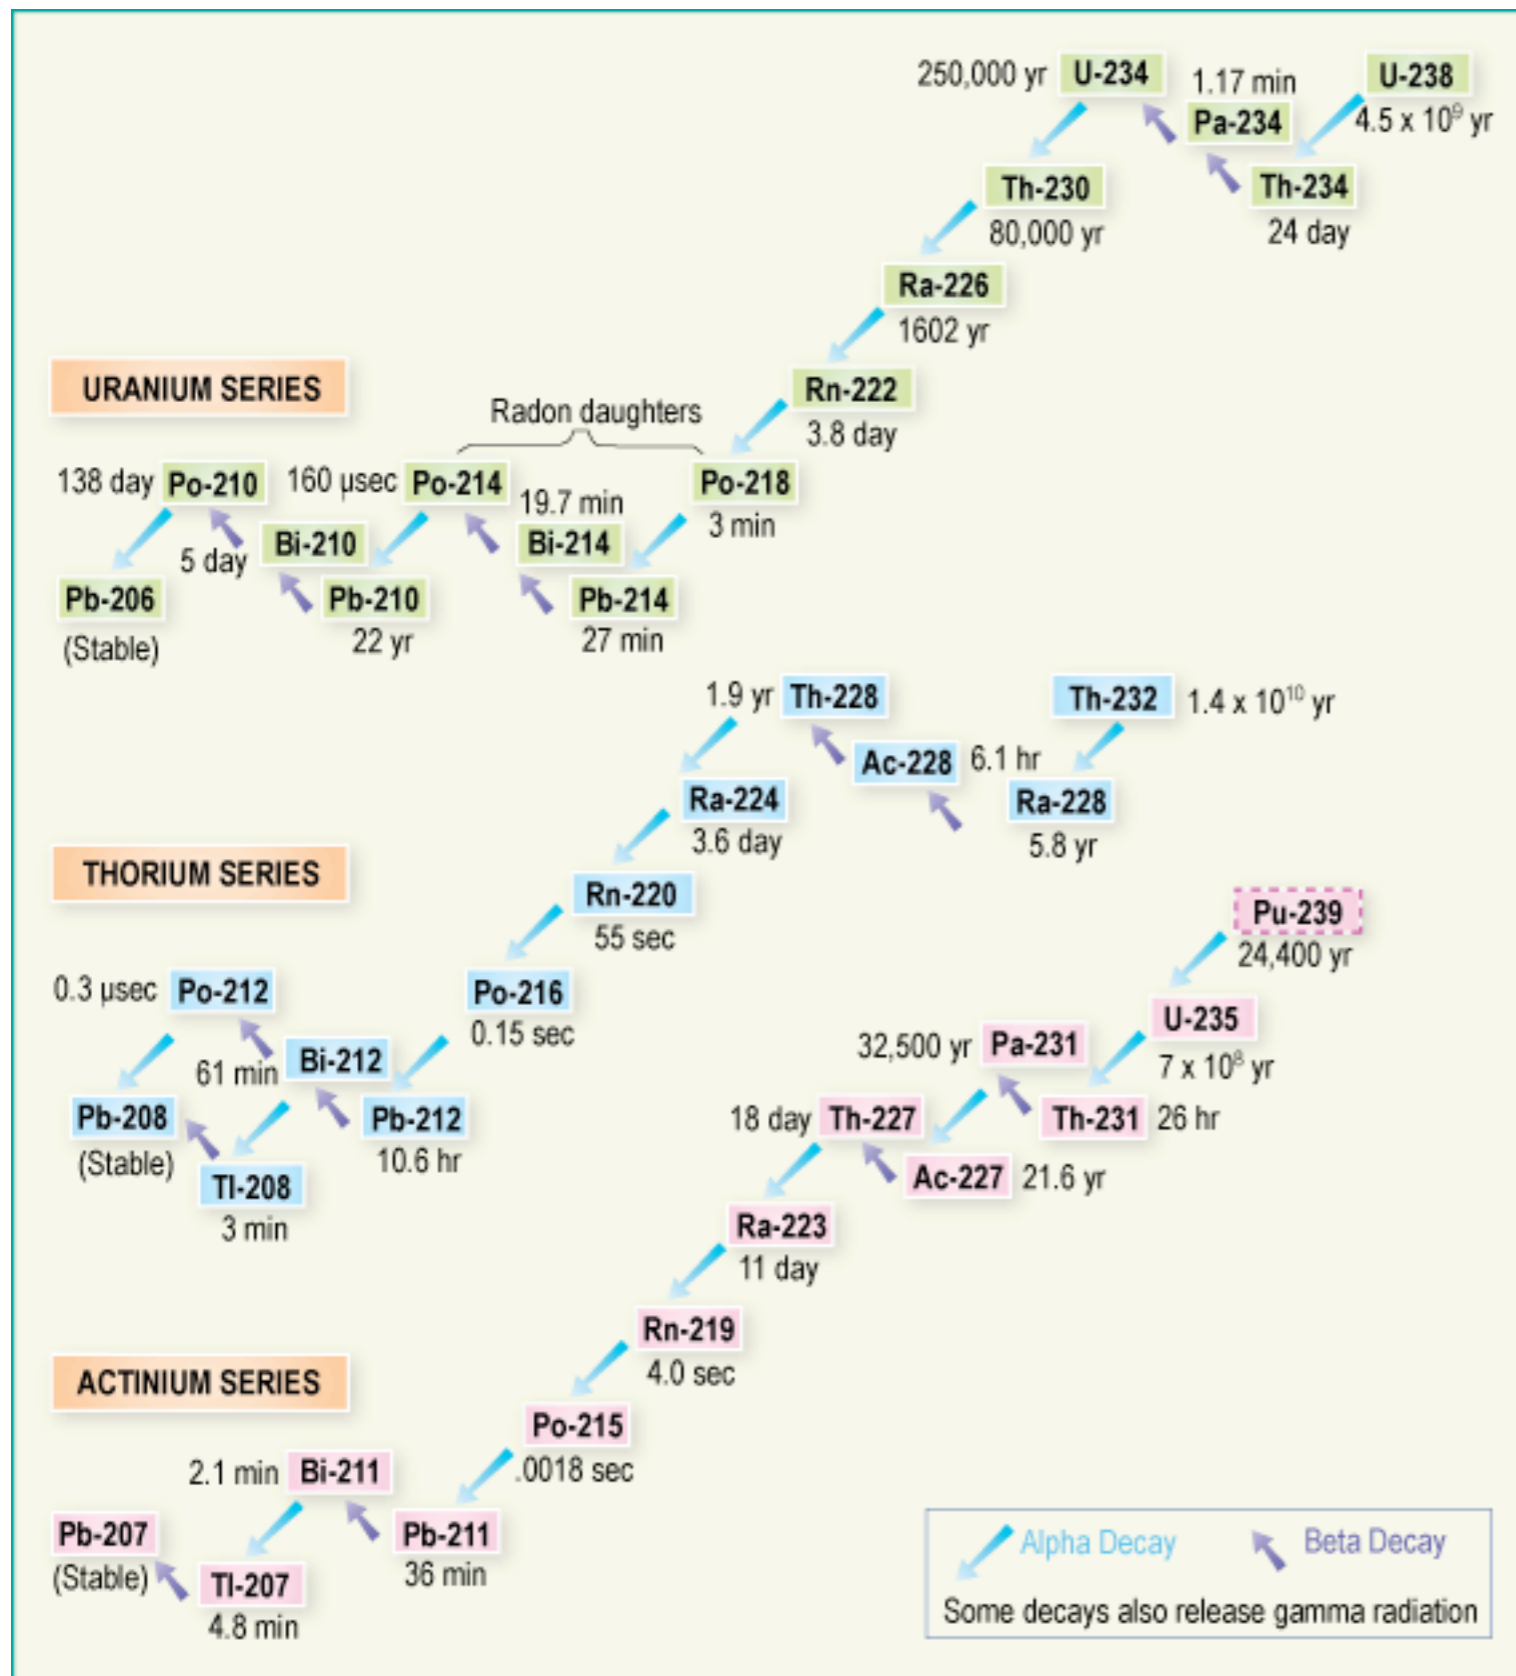 250,000 yr
U-234
1.17 min
U-238
Pa-234
4.5 x 10⁹ yr
Th-230
Th-234
80,000 yr
24 day
Ra-226
1602 yr
URANIUM SERIES
Rn-222
Radon daughters
3.8 day
138 day
Po-210
160 µsec
Po-214
19.7 min
Po-218
3 min
5 day
Bi-210
Bi-214
Pb-206
Pb-210
Pb-214
(Stable)
22 yr
27 min
1.9 yr
Th-228
Th-232
1.4 x 10¹⁰ yr
Ac-228
6.1 hr
Ra-224
Ra-228
3.6 day
5.8 yr
THORIUM SERIES
Rn-220
55 sec
Pu-239
24,400 yr
0.3 µsec
Po-212
Po-216
0.15 sec
U-235
7 x 10⁸ yr
32,500 yr
Pa-231
61 min
Bi-212
Pb-208
Pb-212
18 day
Th-227
Th-231
26 hr
(Stable)
10.6 hr
Tl-208
3 min
Ac-227
21.6 yr
Ra-223
11 day
Rn-219
4.0 sec
ACTINIUM SERIES
Po-215
.0018 sec
2.1 min
Bi-211
Pb-207
Pb-211
(Stable)
36 min
Tl-207
4.8 min
Alpha Decay
Beta Decay
Some decays also release gamma radiation